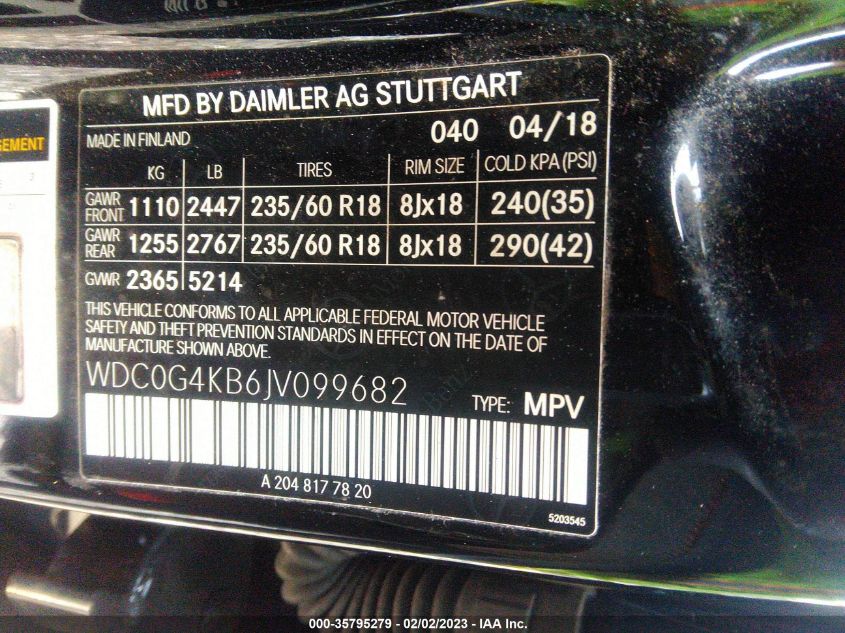 MFD BY DAIMLER AG STUTTGART
MADE IN FINLAND 040 04/18
KG LB TIRES RIM SIZE COLD KPA (PSI)
GAWR FRONT 1110 2447 235/60 R18 8Jx18 240(35)
GAWR REAR 1255 2767 235/60 R18 8Jx18 290(42)
GVWR 2365 5214
THIS VEHICLE CONFORMS TO ALL APPLICABLE FEDERAL MOTOR VEHICLE
SAFETY AND THEFT PREVENTION STANDARDS IN EFFECT ON THE DATE OF
MANUFACTURE SHOWN ABOVE.
WDC0G4KB6JV099682
TYPE: MPV
A 204 817 78 20
5203545
000-35795279 - 02/02/2023 - IAA Inc.